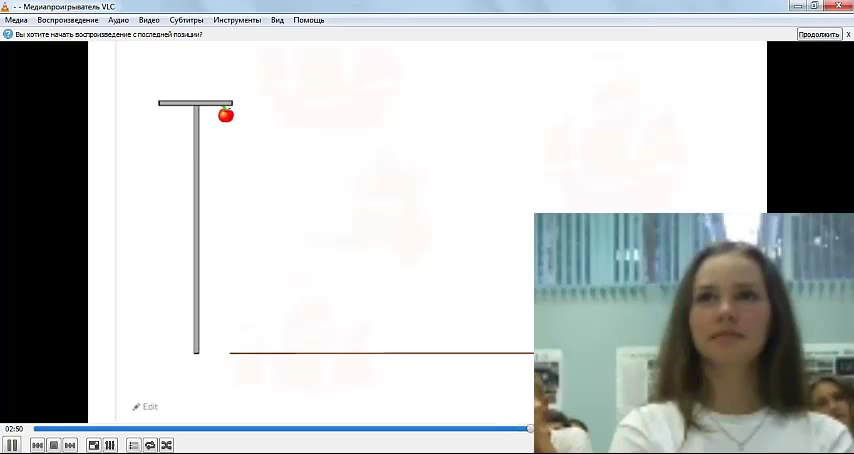 - - Медиапроигрыватель VLC
Медиа Воспроизведение Аудио Видео Субтитры Инструменты Вид Помощь
Вы хотите начать воспроизведение с последней позиции? Продолжить X
Edit
02:50